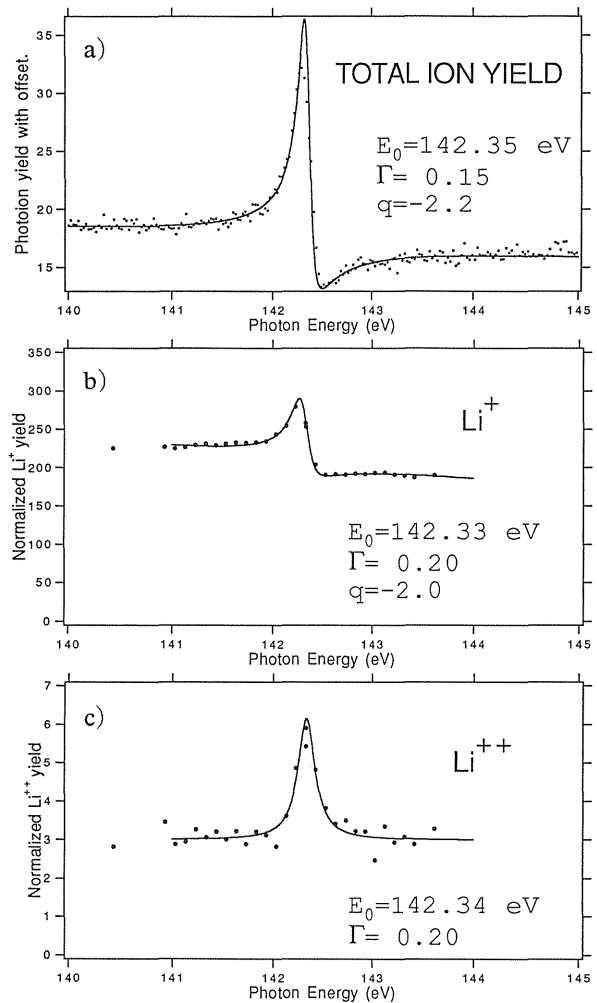 a)
TOTAL ION YIELD
E₀=142.35 eV
Γ= 0.15
q=-2.2
Photoion yield with offset.
35
30
25
20
15
140 141 142 143 144 145
Photon Energy (eV)
b)
Li⁺
E₀=142.33 eV
Γ= 0.20
q=-2.0
Normalized Li⁺ yield
350
300
250
200
150
100
50
0
140 141 142 143 144 145
Photon Energy (eV)
c)
Li⁺⁺
E₀=142.34 eV
Γ= 0.20
Normalized Li⁺⁺ yield
7
6
5
4
3
2
1
0
140 141 142 143 144 145
Photon Energy (eV)